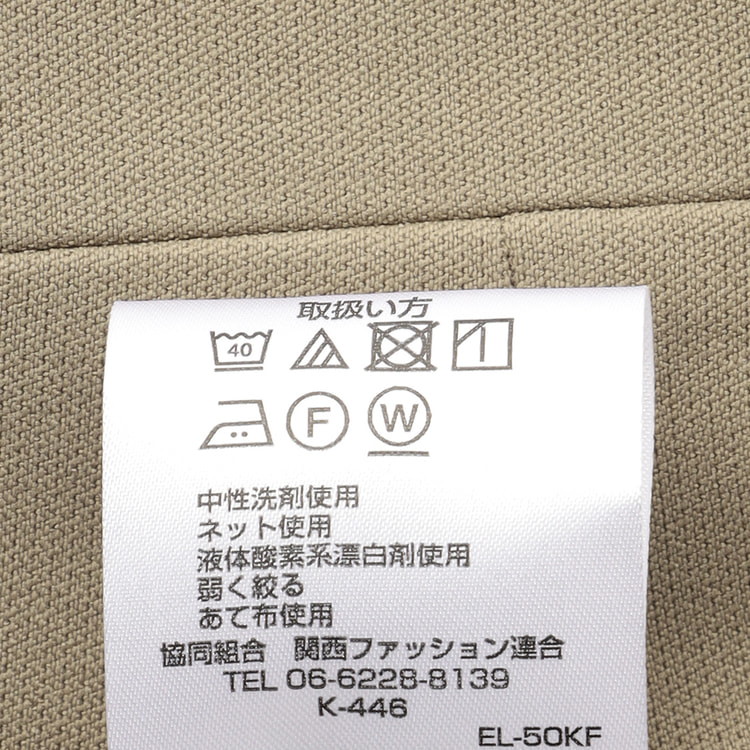 取扱い方
40
F W
中性洗剤使用
ネット使用
液体酸素系漂白剤使用
弱く絞る
あて布使用
協同組合 関西ファッション連合
TEL 06-6228-8139
K-446
EL-50KF